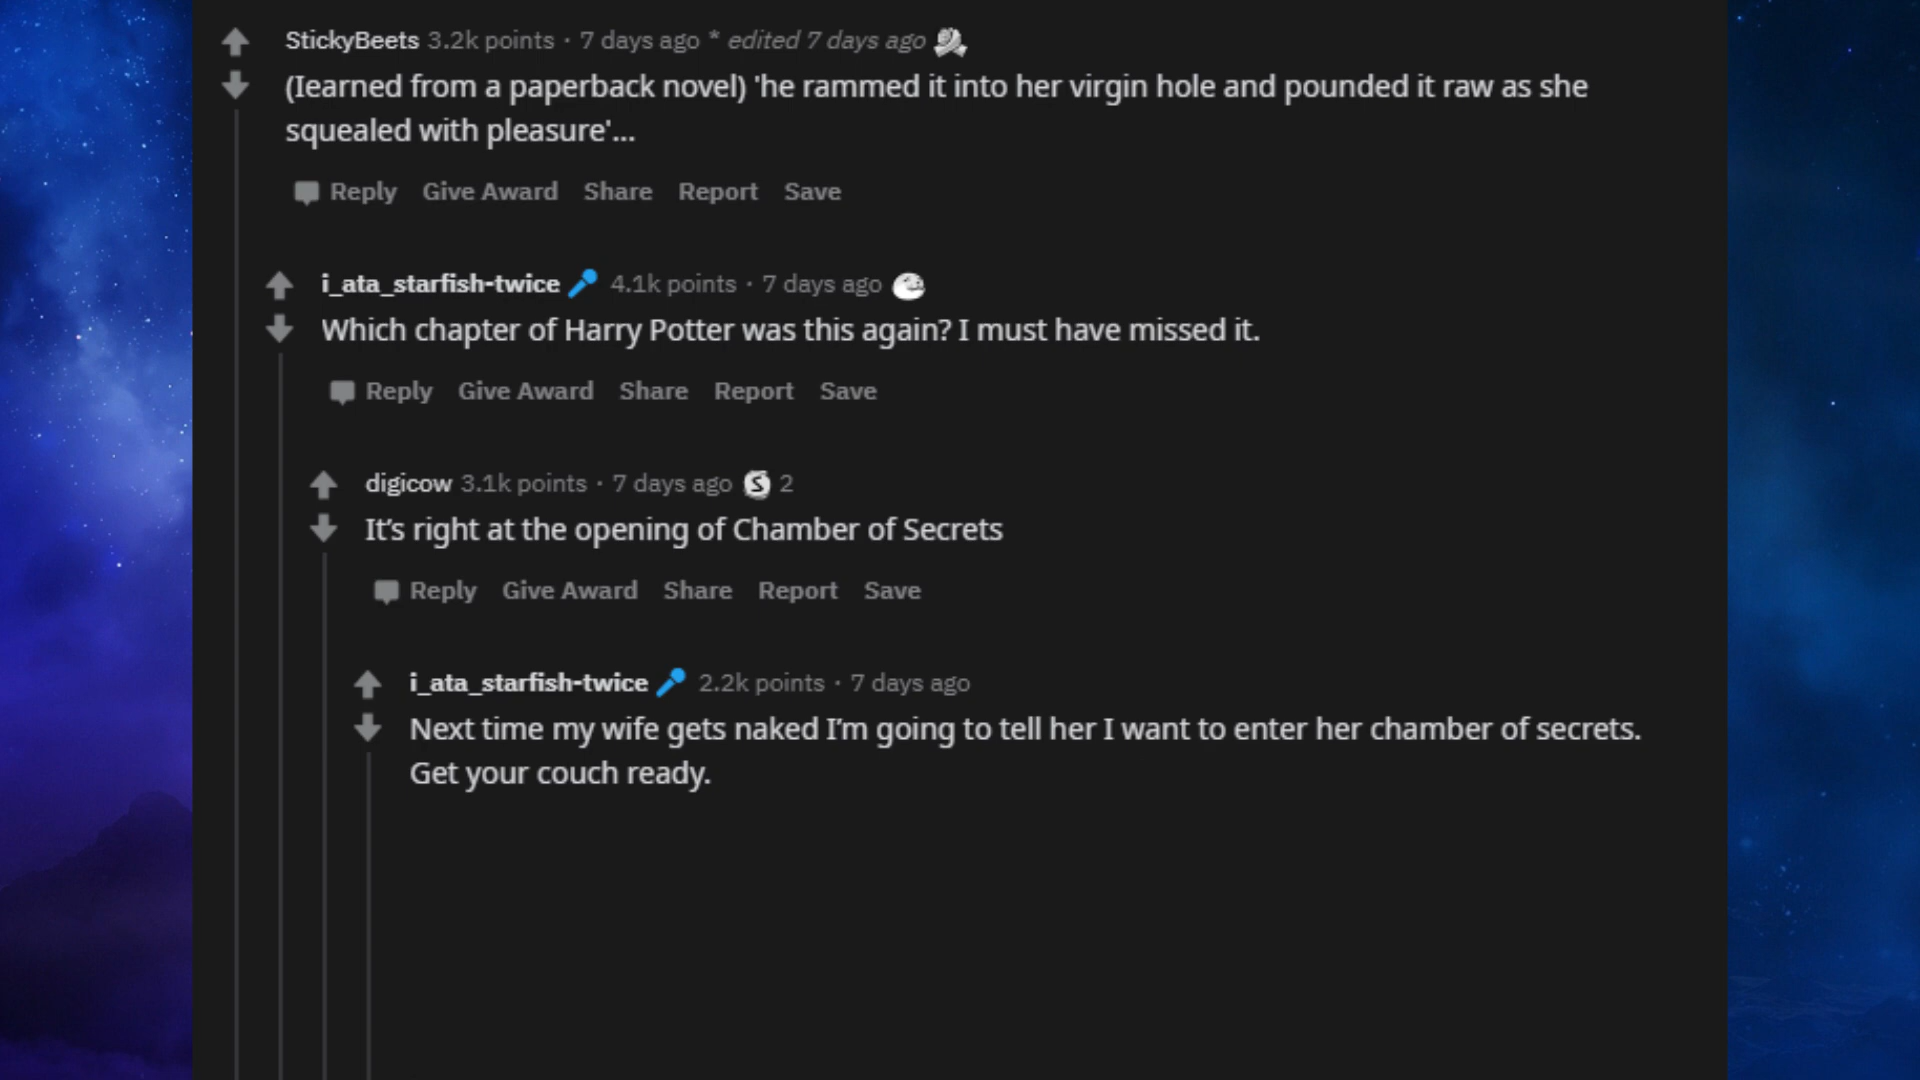 StickyBeets 3.2k points · 7 days ago * edited 7 days ago
(Iearned from a paperback novel) 'he rammed it into her virgin hole and pounded it raw as she
squealed with pleasure'...
Reply Give Award Share Report Save
i_ata_starfish-twice 4.1k points · 7 days ago
Which chapter of Harry Potter was this again? I must have missed it.
Reply Give Award Share Report Save
digicow 3.1k points · 7 days ago S 2
It's right at the opening of Chamber of Secrets
Reply Give Award Share Report Save
i_ata_starfish-twice 2.2k points · 7 days ago
Next time my wife gets naked I'm going to tell her I want to enter her chamber of secrets.
Get your couch ready.